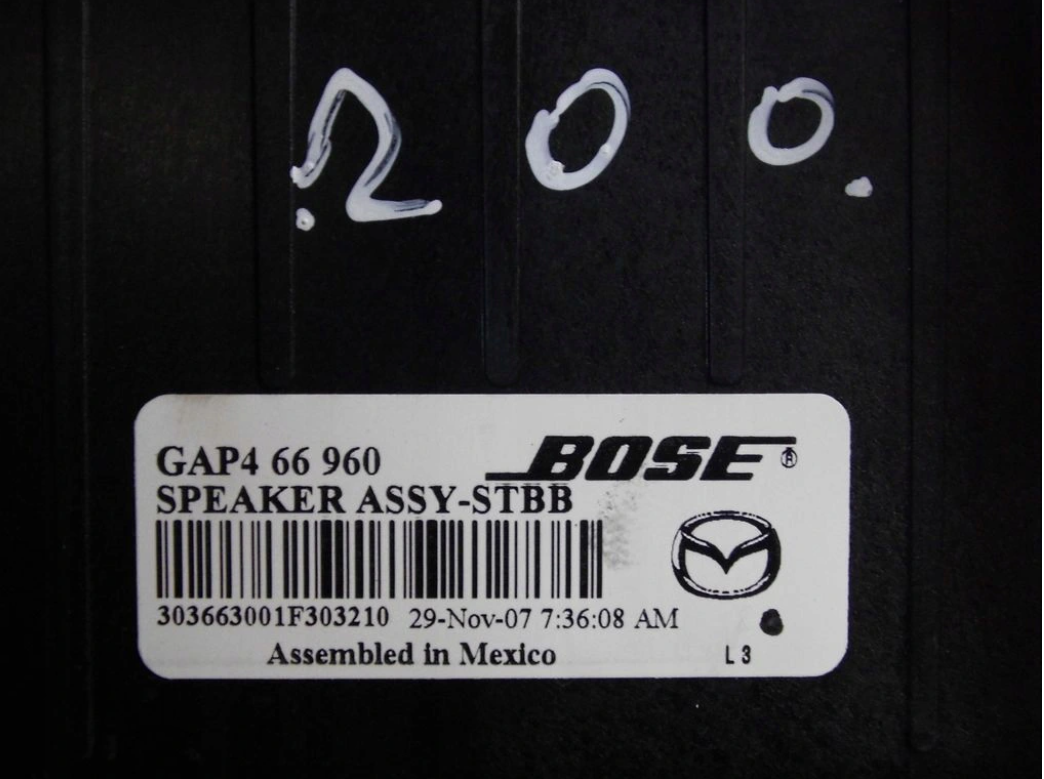 .200.
GAP4 66 960
BOSE®
SPEAKER ASSY-STBB
303663001F303210 29-Nov-07 7:36:08 AM
Assembled in Mexico
L3